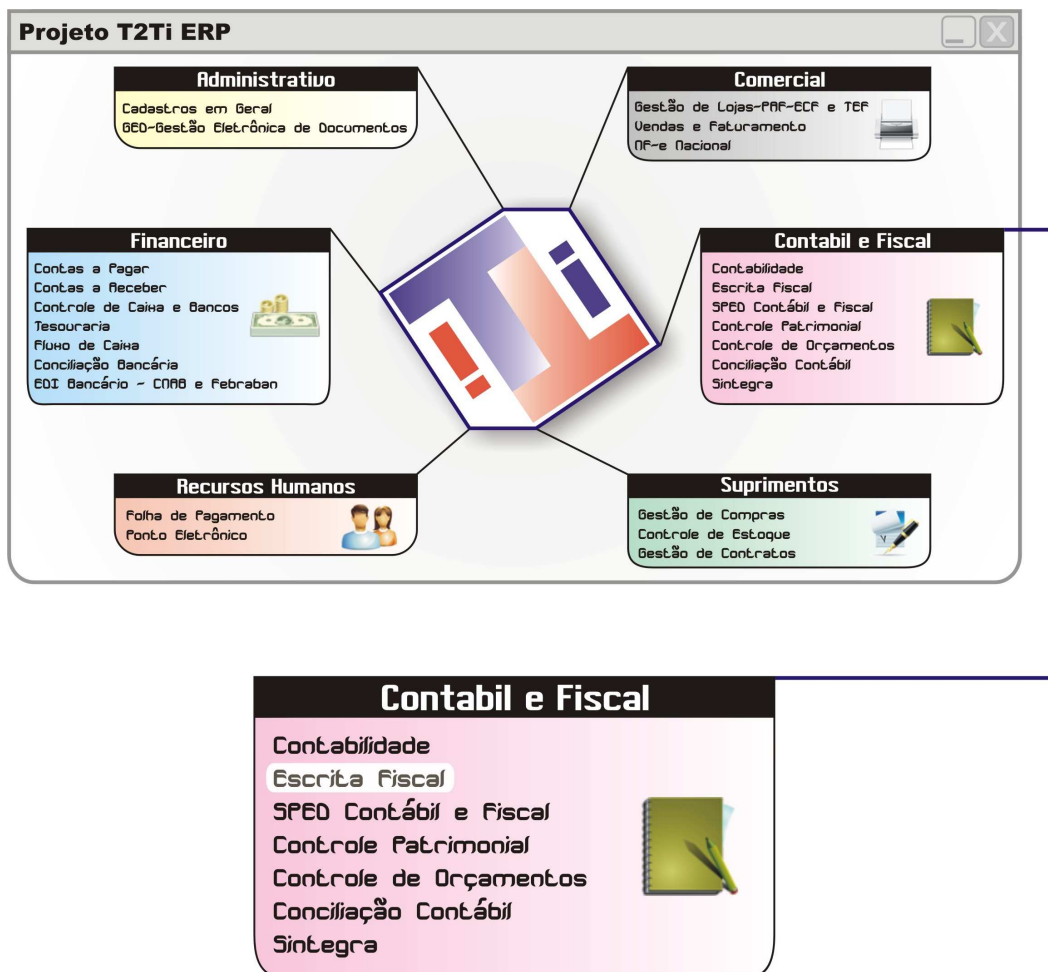 Projeto T2Ti ERP
Administrativo
Cadastros em Geral
GED-Gestão Eletrônica de Documentos
Comercial
Gestão de Lojas-PAF-ECF e TEF
Vendas e Faturamento
NF-e Nacional
Financeiro
Contas a Pagar
Contas a Receber
Controle de Caixa e Bancos
Tesouraria
Fluxo de Caixa
Conciliação Bancária
EDI Bancário - CNAB e Febraban
Contabil e Fiscal
Contabilidade
Escrita Fiscal
SPED Contábil e Fiscal
Controle Patrimonial
Controle de Orçamentos
Conciliação Contábil
Sintegra
Recursos Humanos
Folha de Pagamento
Ponto Eletrônico
Suprimentos
Gestão de Compras
Controle de Estoque
Gestão de Contratos
Contabil e Fiscal
Contabilidade
Escrita Fiscal
SPED Contábil e Fiscal
Controle Patrimonial
Controle de Orçamentos
Conciliação Contábil
Sintegra